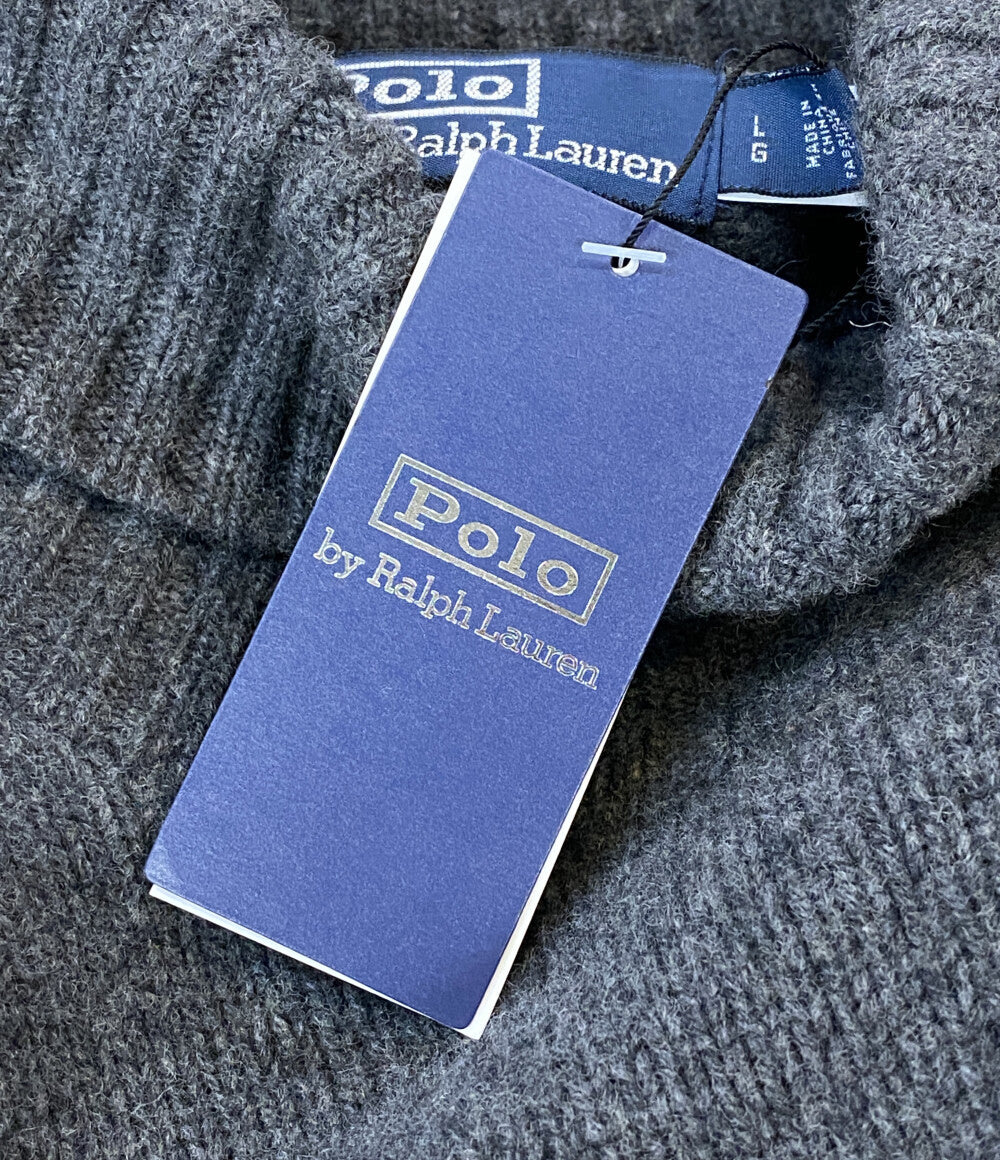 Polo
Ralph Lauren
L
G
MADE IN
CHINA
Polo
by Ralph Lauren